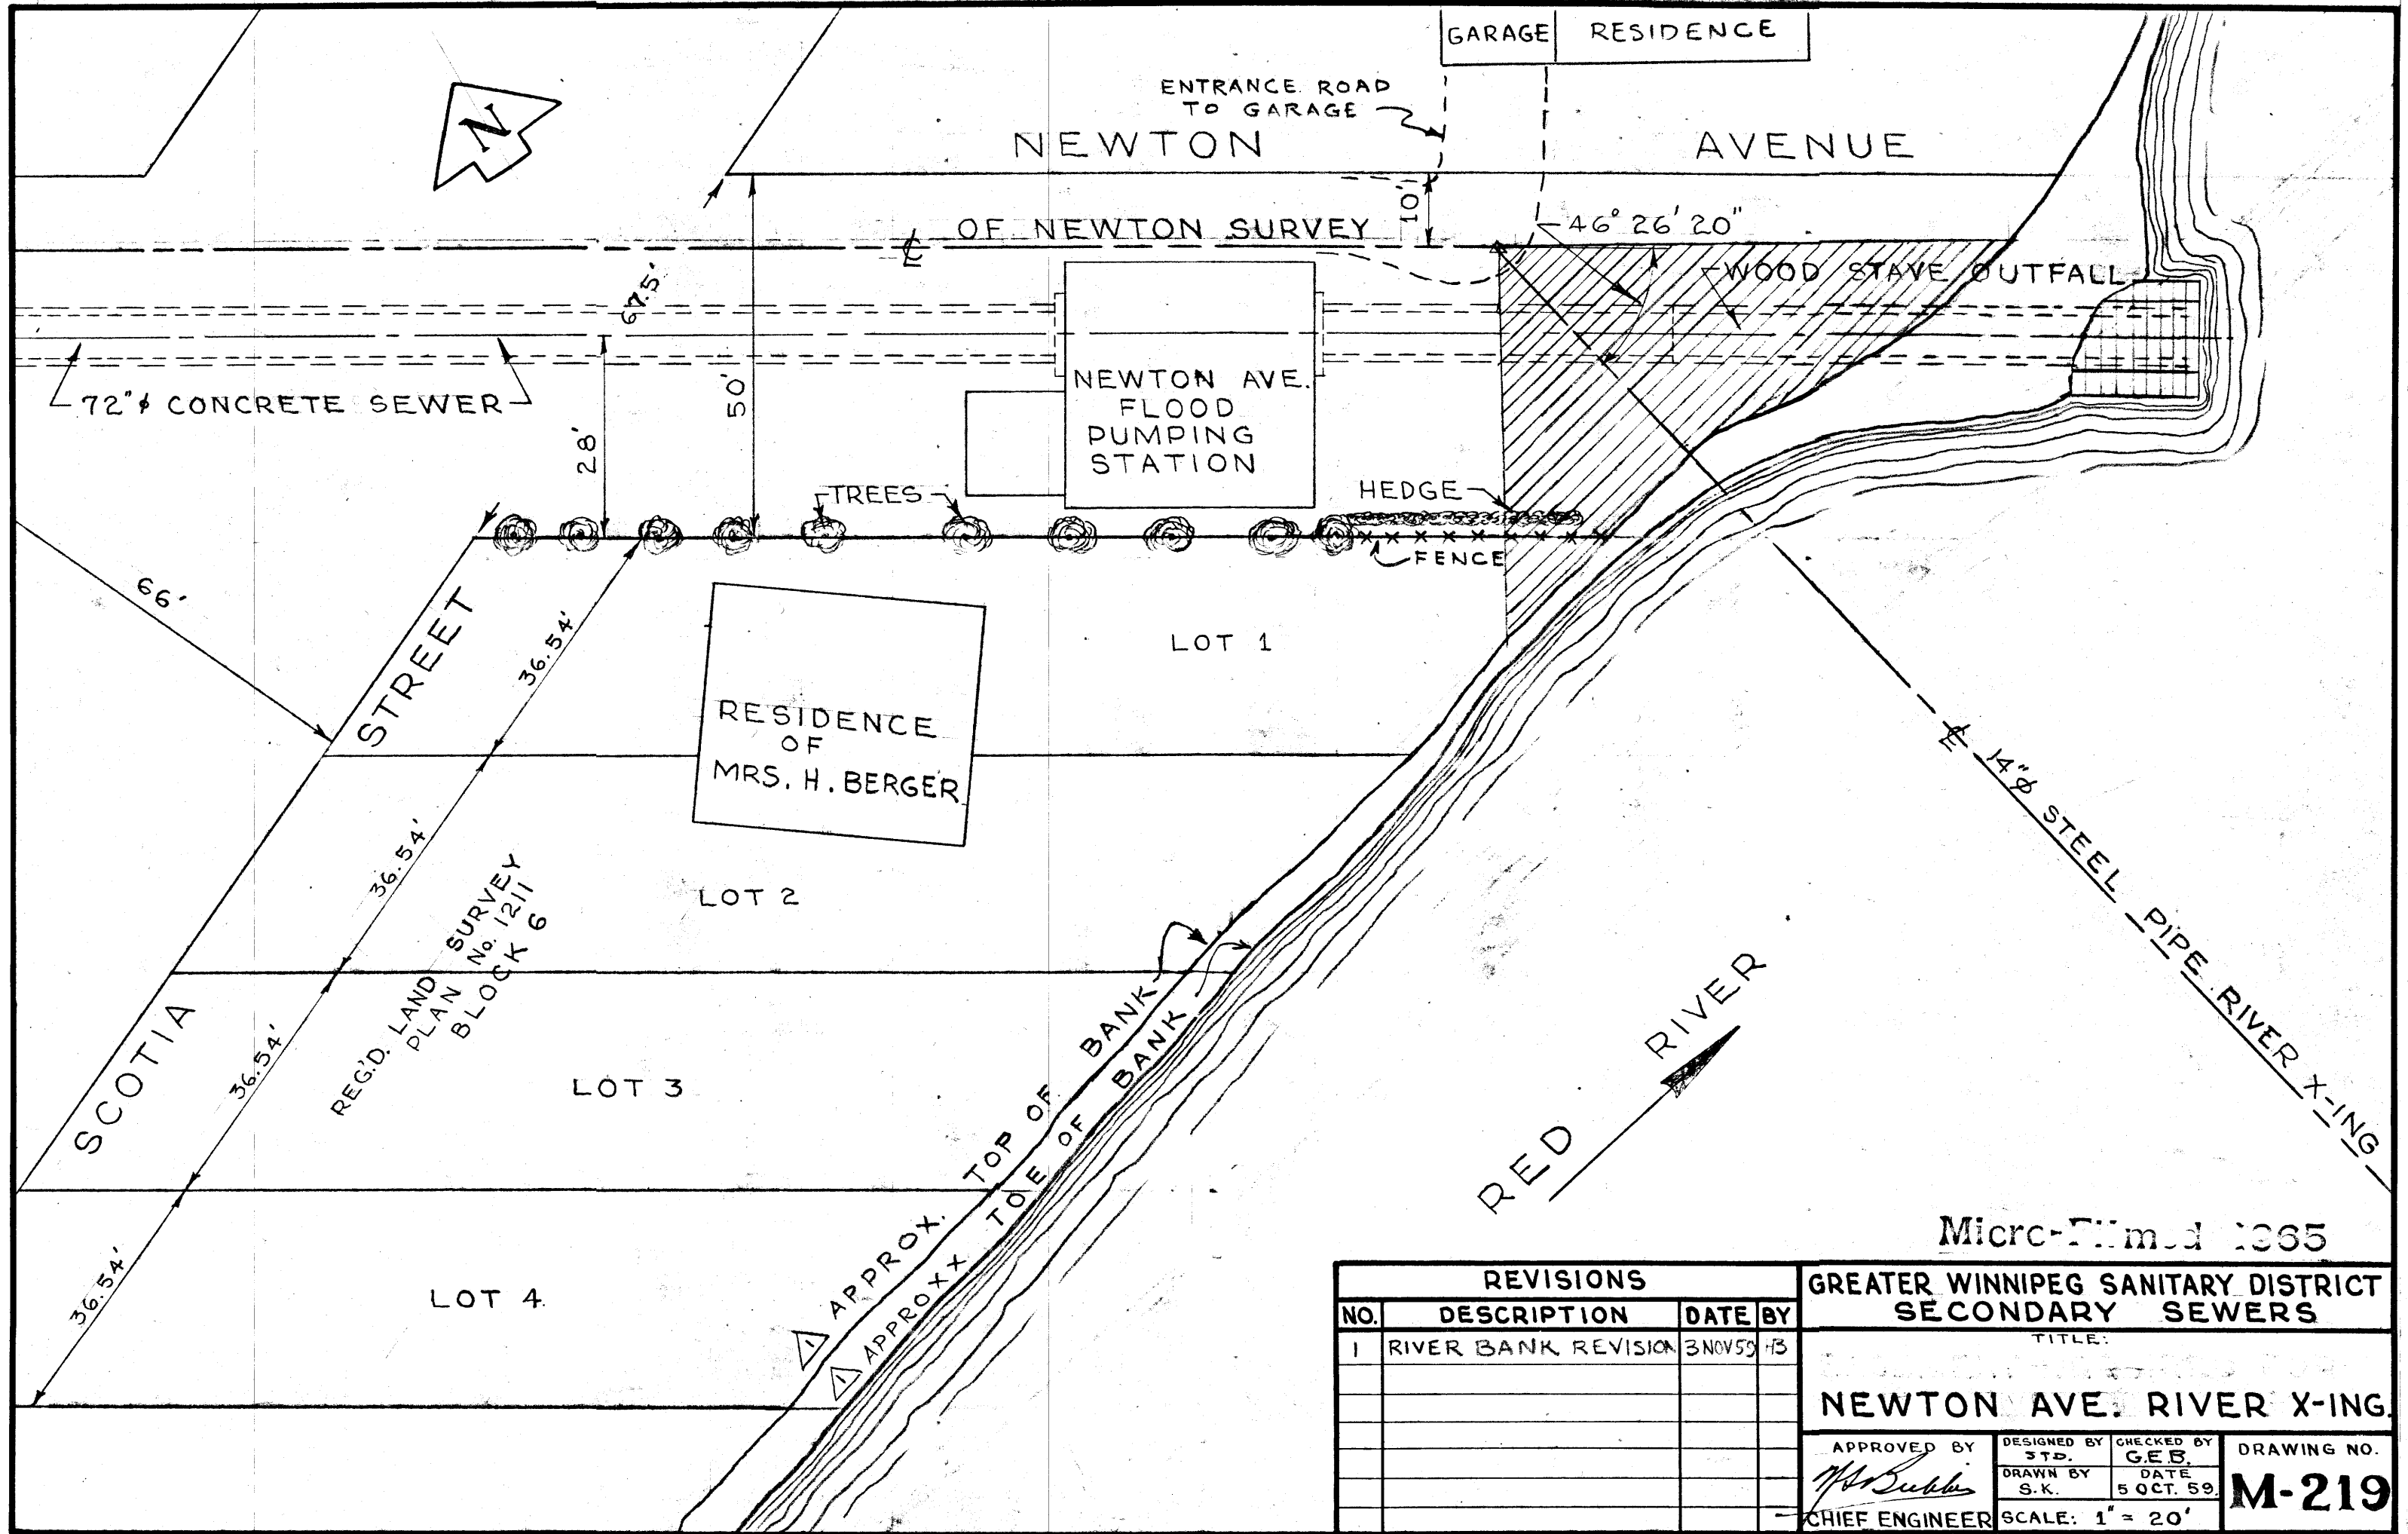 GARAGE RESIDENCE
ENTRANCE ROAD
TO GARAGE
N
NEWTON AVENUE
10'
℄ OF NEWTON SURVEY
46° 26' 20"
WOOD STAVE OUTFALL
67.5'
50'
28'
72"ϕ CONCRETE SEWER
NEWTON AVE.
FLOOD
PUMPING
STATION
TREES
HEDGE
FENCE
66'
36.54'
LOT 1
RESIDENCE
OF
MRS. H. BERGER
SCOTIA STREET
36.54'
LOT 2
REG'D. LAND SURVEY
PLAN No. 1211
BLOCK 6
36.54'
LOT 3
36.54'
LOT 4.
1 APPROX. TOP OF BANK
1 APPROXX TOE OF BANK
RED RIVER
℄ 14"ϕ STEEL PIPE RIVER X-ING
REVISIONS
NO. DESCRIPTION DATE BY
1 RIVER BANK REVISION 3 NOV 59
GREATER WINNIPEG SANITARY DISTRICT
SECONDARY SEWERS
TITLE:
NEWTON AVE. RIVER X-ING.
APPROVED BY
CHIEF ENGINEER
DESIGNED BY
STD.
CHECKED BY
G.E.B.
DRAWN BY
S.K.
DATE
5 OCT. 59.
SCALE: 1" = 20'
DRAWING NO.
M-219